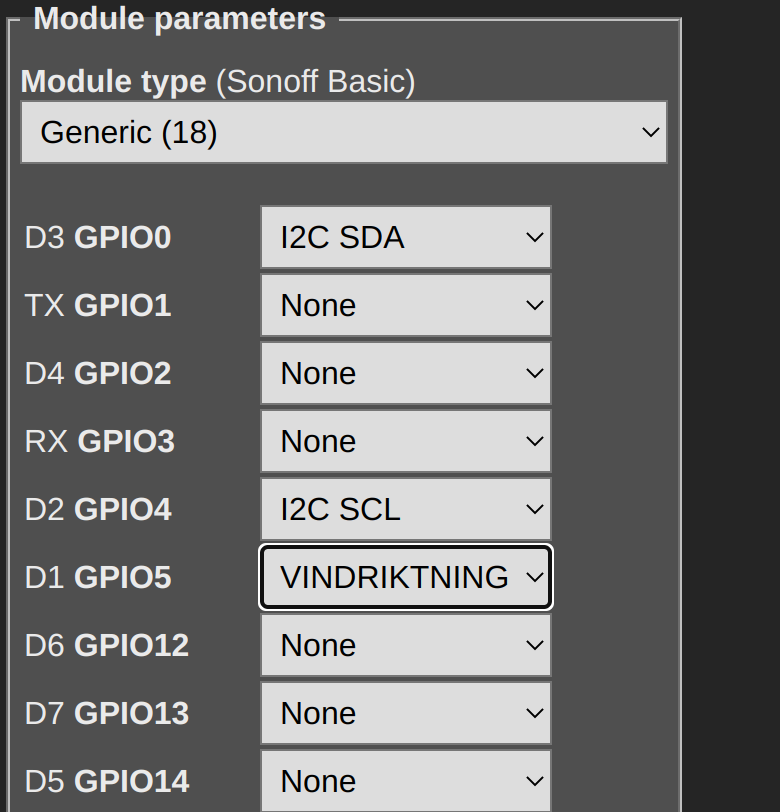 Module parameters
Module type (Sonoff Basic)
Generic (18)
D3 GPIO0 I2C SDA
TX GPIO1 None
D4 GPIO2 None
RX GPIO3 None
D2 GPIO4 I2C SCL
D1 GPIO5 VINDRIKTNING
D6 GPIO12 None
D7 GPIO13 None
D5 GPIO14 None